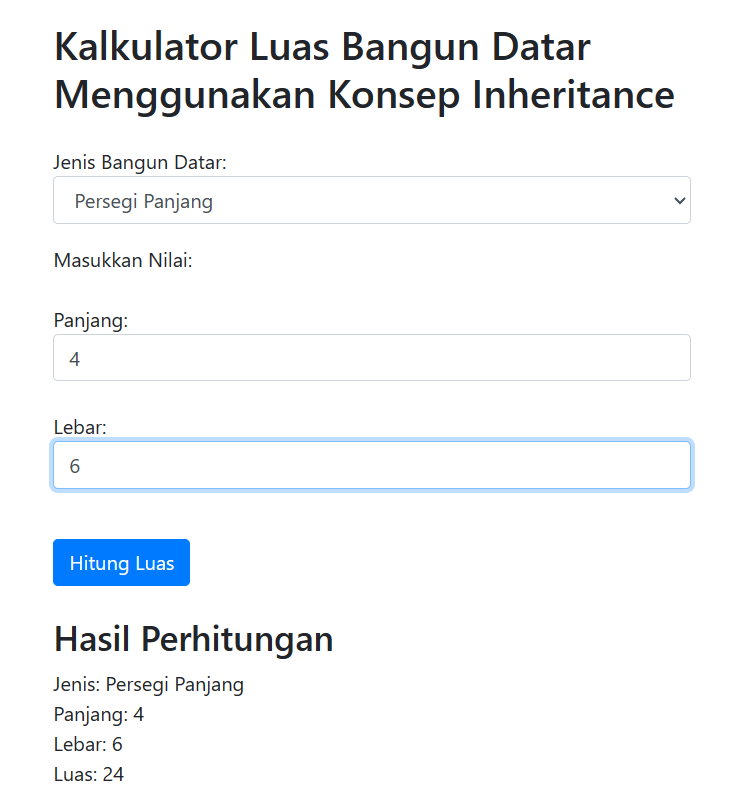 Kalkulator Luas Bangun Datar
Menggunakan Konsep Inheritance
Jenis Bangun Datar:
Persegi Panjang
Masukkan Nilai:
Panjang:
4
Lebar:
6
Hitung Luas
Hasil Perhitungan
Jenis: Persegi Panjang
Panjang: 4
Lebar: 6
Luas: 24